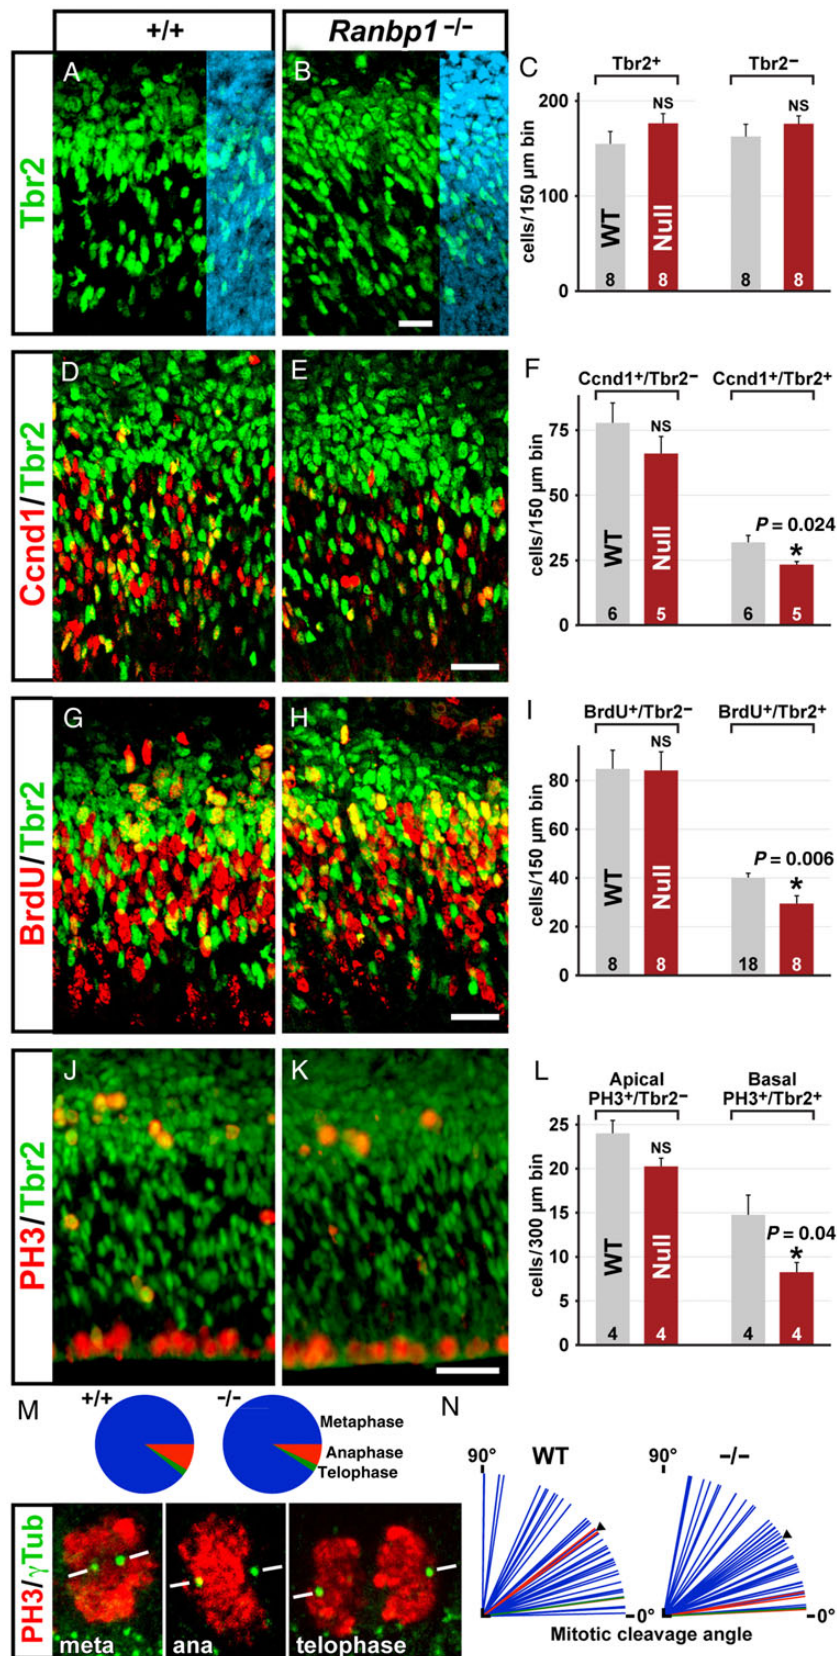 +/+
Ranbp1 −/−
Tbr2
A
B
C
Tbr2+
Tbr2−
200
100
0
cells/150 µm bin
NS
NS
WT
Null
8
8
8
8
Ccnd1/Tbr2
D
E
F
Ccnd1+/Tbr2−
Ccnd1+/Tbr2+
75
50
25
0
cells/150 µm bin
NS
P = 0.024
*
WT
Null
6
5
6
5
BrdU/Tbr2
G
H
I
BrdU+/Tbr2−
BrdU+/Tbr2+
80
60
40
20
0
cells/150 µm bin
NS
P = 0.006
*
WT
Null
8
8
18
8
PH3/Tbr2
J
K
L
Apical
PH3+/Tbr2−
Basal
PH3+/Tbr2+
25
20
15
10
5
0
cells/300 µm bin
NS
P = 0.04
*
WT
Null
4
4
4
4
M
+/+
−/−
Metaphase
Anaphase
Telophase
PH3/γTub
meta
ana
telophase
N
WT
−/−
90°
90°
0°
0°
Mitotic cleavage angle